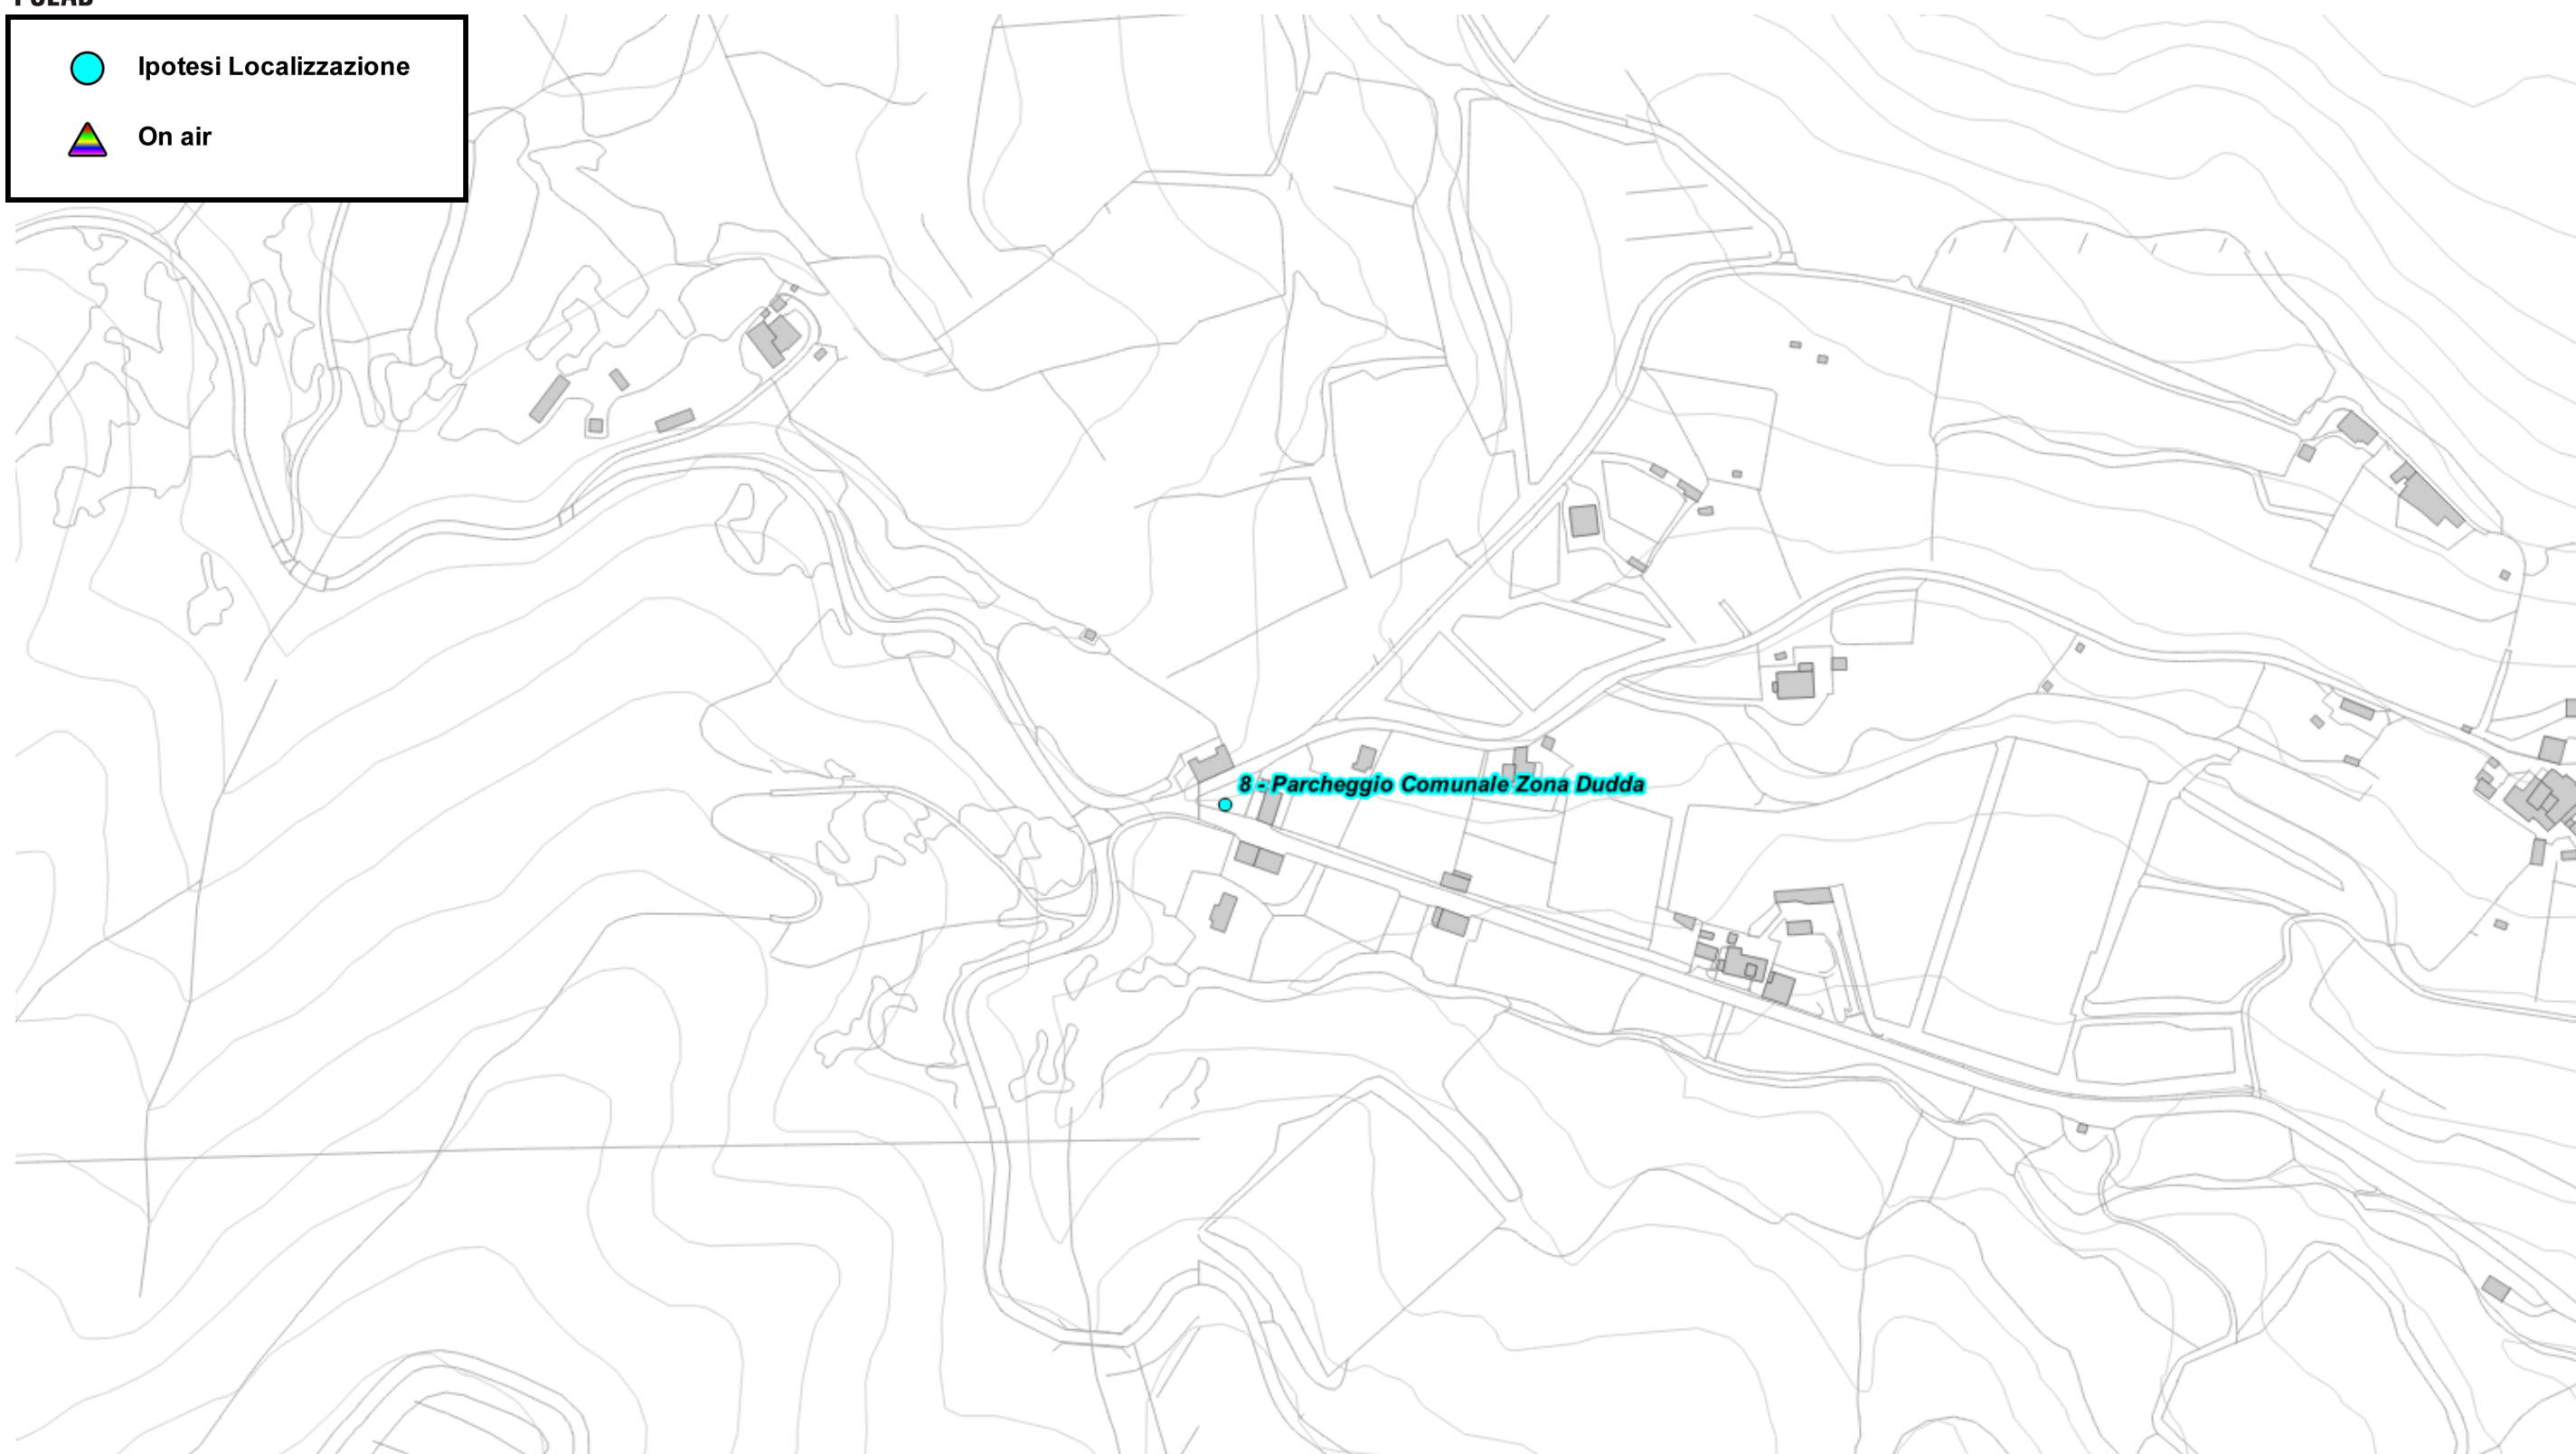 Ipotesi Localizzazione
On air
8 - Parcheggio Comunale Zona Dudda